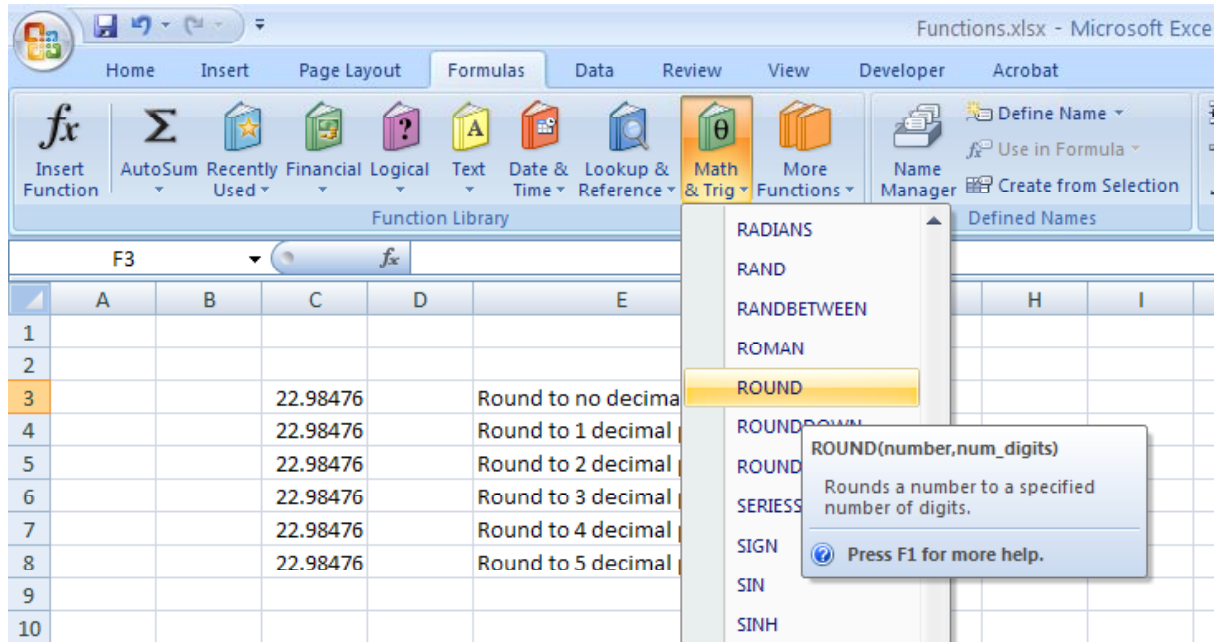 Functions.xlsx - Microsoft Exce
Home Insert Page Layout Formulas Data Review View Developer Acrobat
fx Σ ? A θ
Insert Function
AutoSum
Recently Used
Financial
Logical
Text
Date & Time
Lookup & Reference
Math & Trig
More Functions
Function Library
Name Manager
Define Name
Use in Formula
Create from Selection
Defined Names
F3 fx
A B C D E H I
1
2
3 22.98476 Round to no decima
4 22.98476 Round to 1 decimal
5 22.98476 Round to 2 decimal
6 22.98476 Round to 3 decimal
7 22.98476 Round to 4 decimal
8 22.98476 Round to 5 decimal
9
10
RADIANS
RAND
RANDBETWEEN
ROMAN
ROUND
ROUNDDOWN
ROUND
SERIESS
SIGN
SIN
SINH
ROUND(number,num_digits)
Rounds a number to a specified
number of digits.
Press F1 for more help.